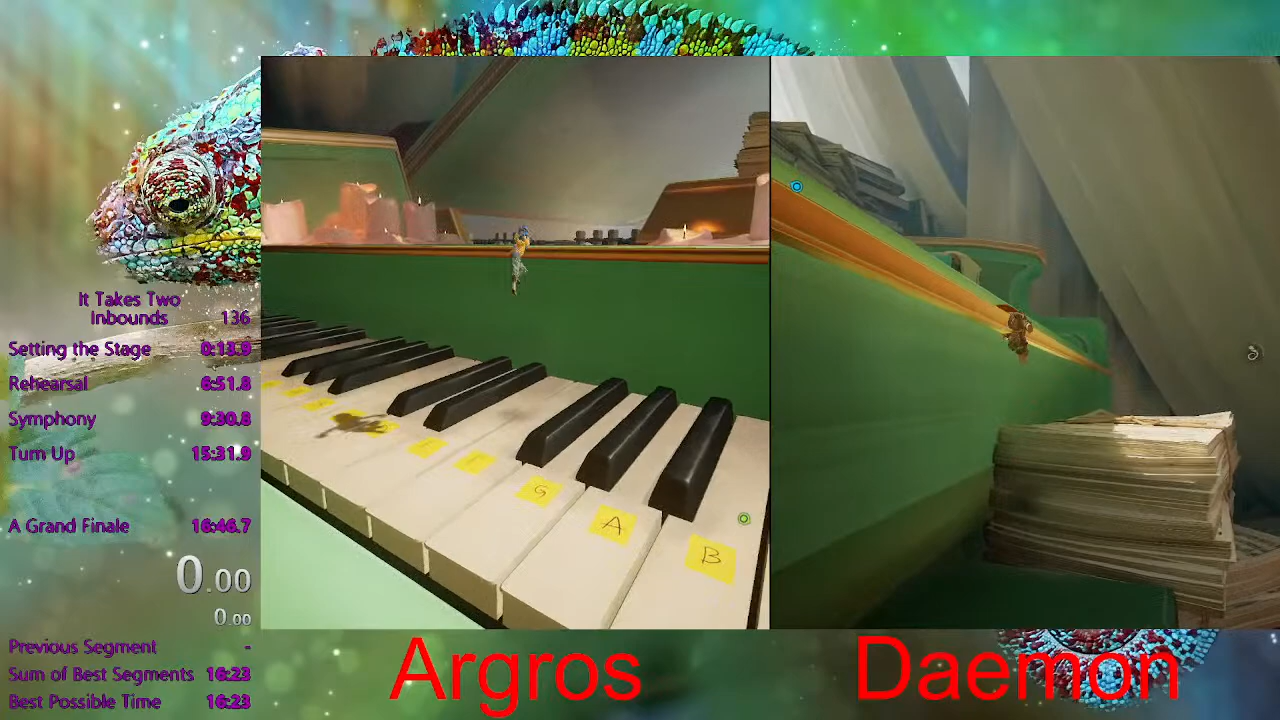 It Takes Two
Inbounds 136
Setting the Stage 0:13.9
Rehearsal 6:51.8
Symphony 9:30.8
Turn Up 15:31.9
A Grand Finale 16:46.7
0.00
0.00
Previous Segment -
Sum of Best Segments 16:23
Best Possible Time 16:23
G
A
B
Argros
Daemon